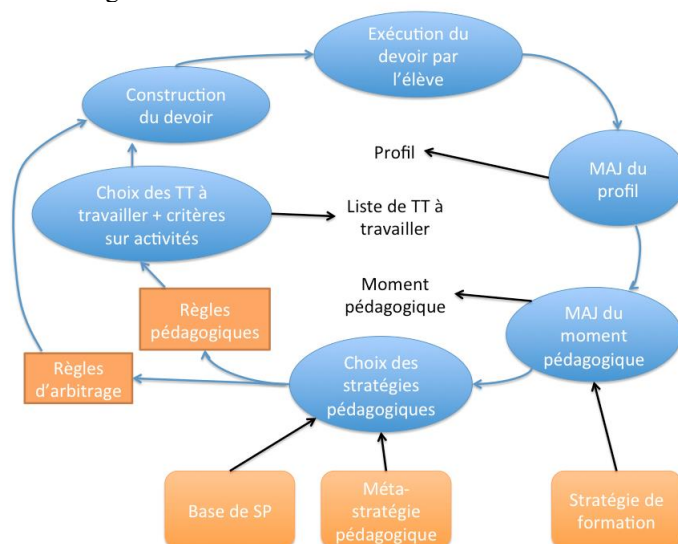 Exécution du
devoir par
l'élève
Construction
du devoir
Profil
MAJ du
profil
Choix des TT à
travailler + critères
sur activités
Liste de TT à
travailler
Moment
pédagogique
MAJ du
moment
pédagogique
Règles
pédagogiques
Choix des
stratégies
pédagogiques
Règles
d'arbitrage
Base de SP
Méta-
stratégie
pédagogique
Stratégie de
formation